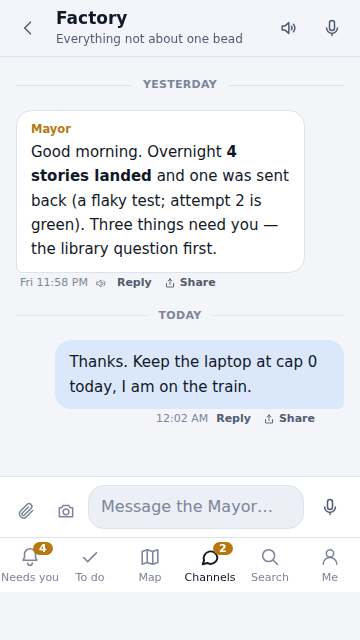 Factory
Everything not about one bead
YESTERDAY
Mayor
Good morning. Overnight 4
stories landed and one was sent
back (a flaky test; attempt 2 is
green). Three things need you —
the library question first.
Fri 11:58 PM Reply Share
TODAY
Thanks. Keep the laptop at cap 0
today, I am on the train.
12:02 AM Reply Share
Message the Mayor…
4 2
Needs you To do Map Channels Search Me